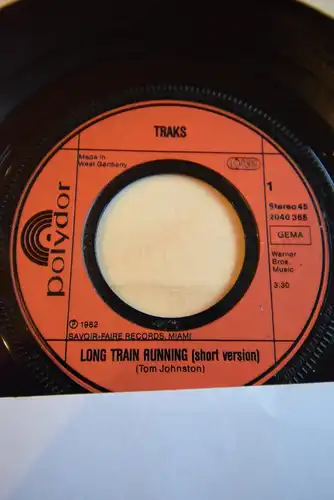 TRAKS
Made in
West Germany
1
Stereo 45
2040 368
GEMA
Warner
Bros.
Music
3.30
polydor
℗ 1982
SAVOIR-FAIRE RECORDS, MIAMI
LONG TRAIN RUNNING (short version)
(Tom Johnston)